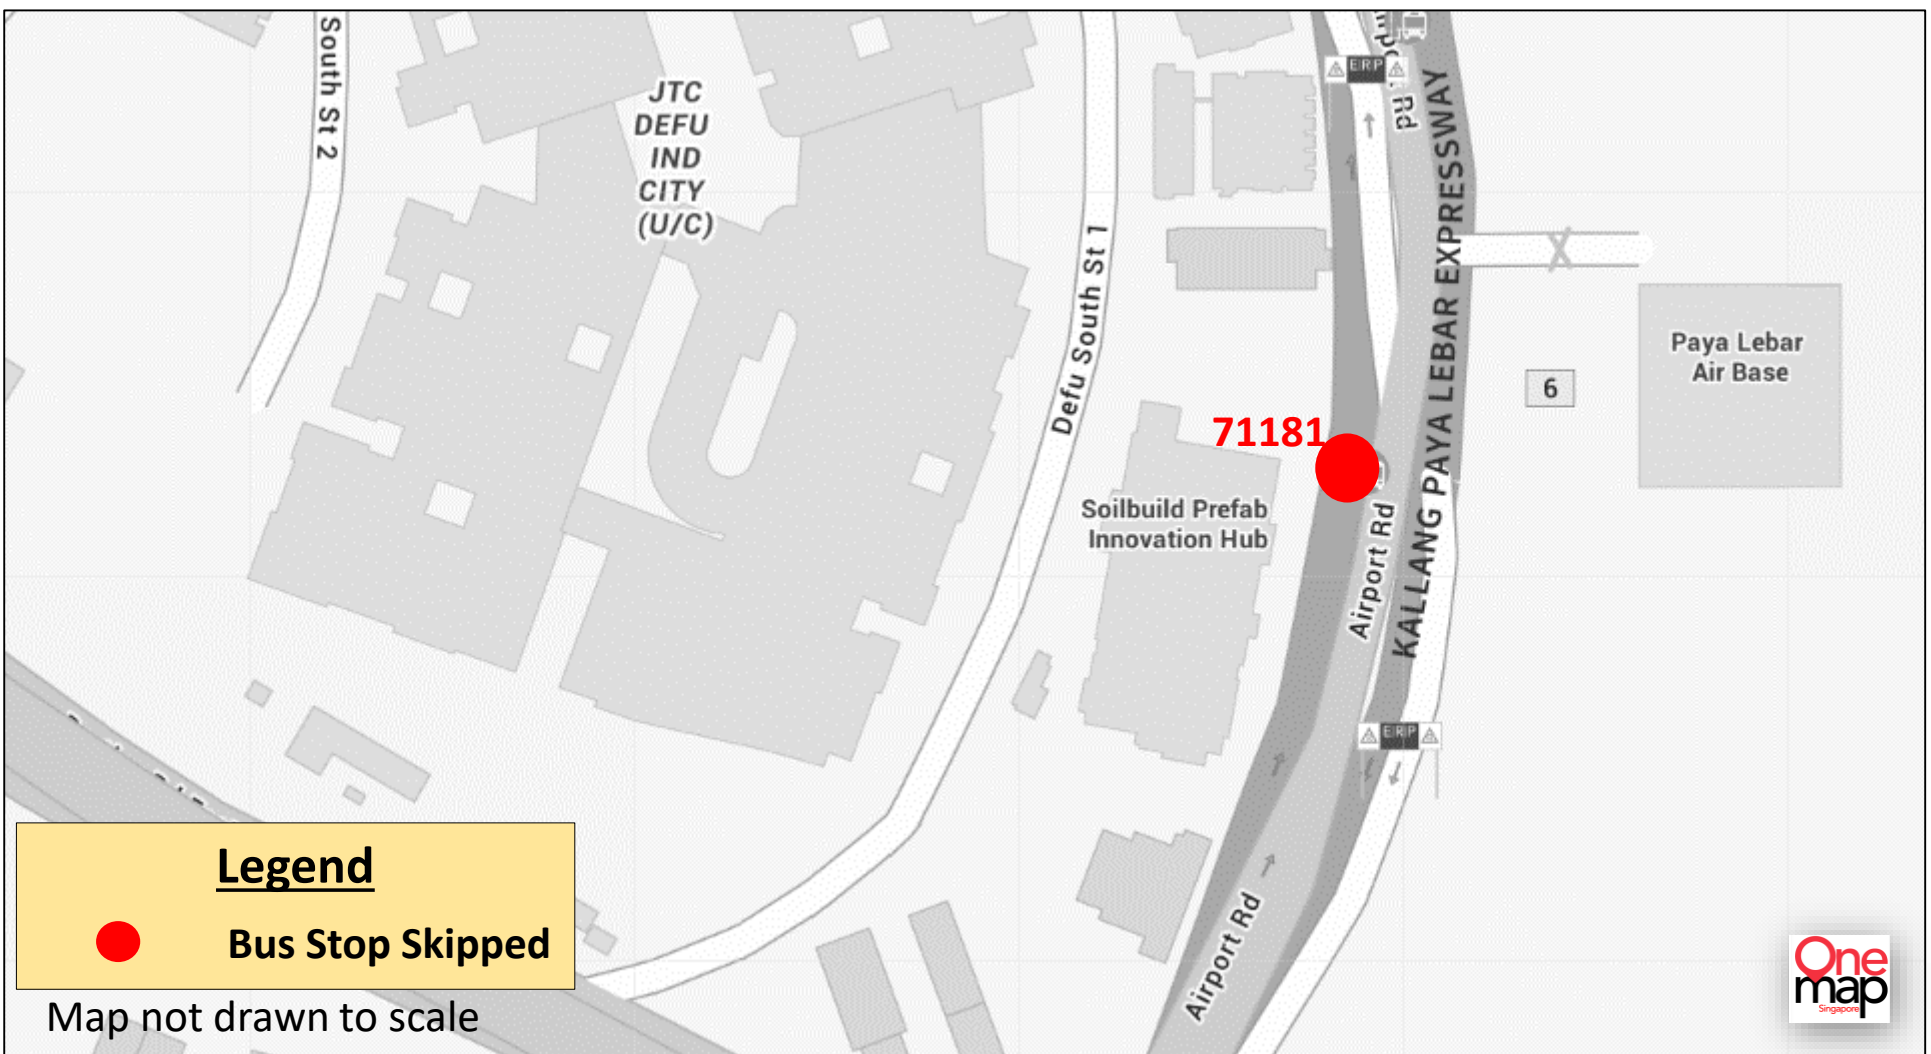 South St 2
JTC
DEFU
IND
CITY
(U/C)
ERP
Rd
KALLANG PAYA LEBAR EXPRESSWAY
Defu South St 1
Paya Lebar
Air Base
6
71181
Soilbuild Prefab
Innovation Hub
Airport Rd
ERP
Airport Rd
Legend
Bus Stop Skipped
Map not drawn to scale
One
map
Singapore